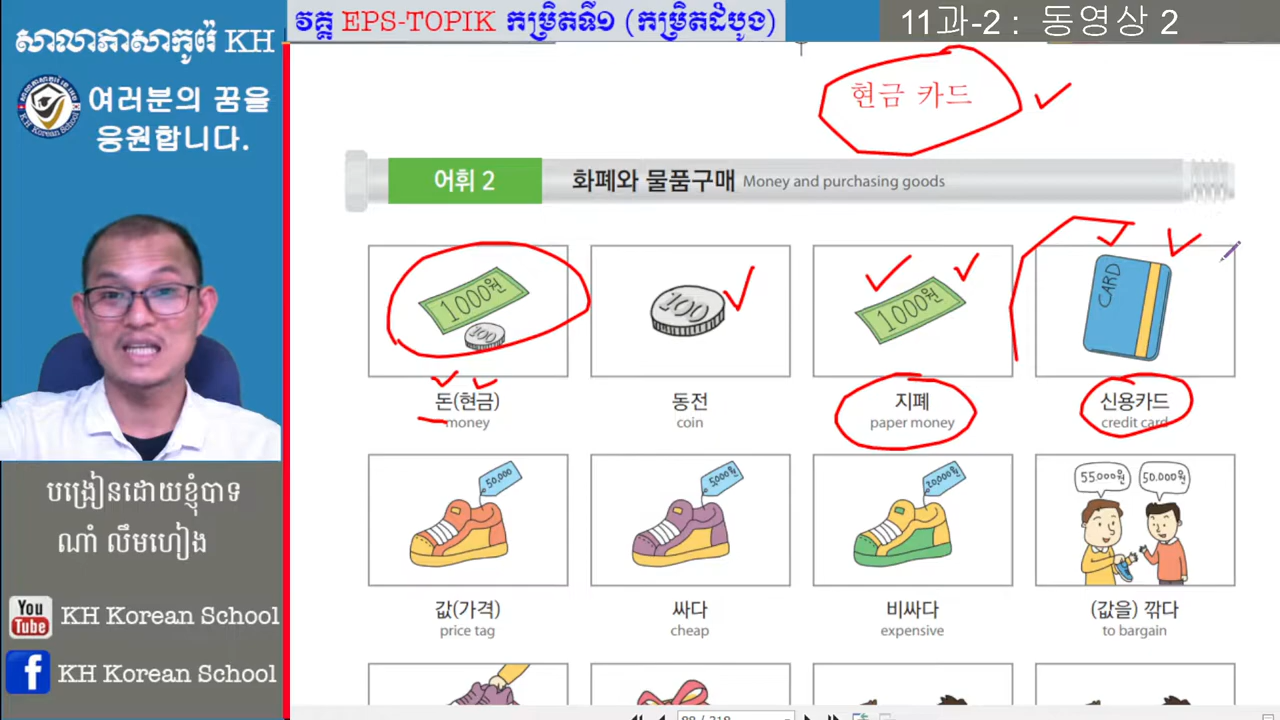 សាលាភាសាកូរ៉េ KH
វគ្គ EPS-TOPIK កម្រិតទី១ (កម្រិតដំបូង)
11과-2 : 동영상 2
여러분의 꿈을
응원합니다.
현금 카드
어휘 2
화폐와 물품구매 Money and purchasing goods
1000원
100
100
1000원
CARD
돈(현금)
money
동전
coin
지폐
paper money
신용카드
credit card
50,000
5,000원
20,000원
55.000원
50.000원
값(가격)
price tag
싸다
cheap
비싸다
expensive
(값을) 깎다
to bargain
បង្រៀនដោយខ្ញុំបាទ
ណាំ លឹមហៀង
You
Tube
KH Korean School
f
KH Korean School